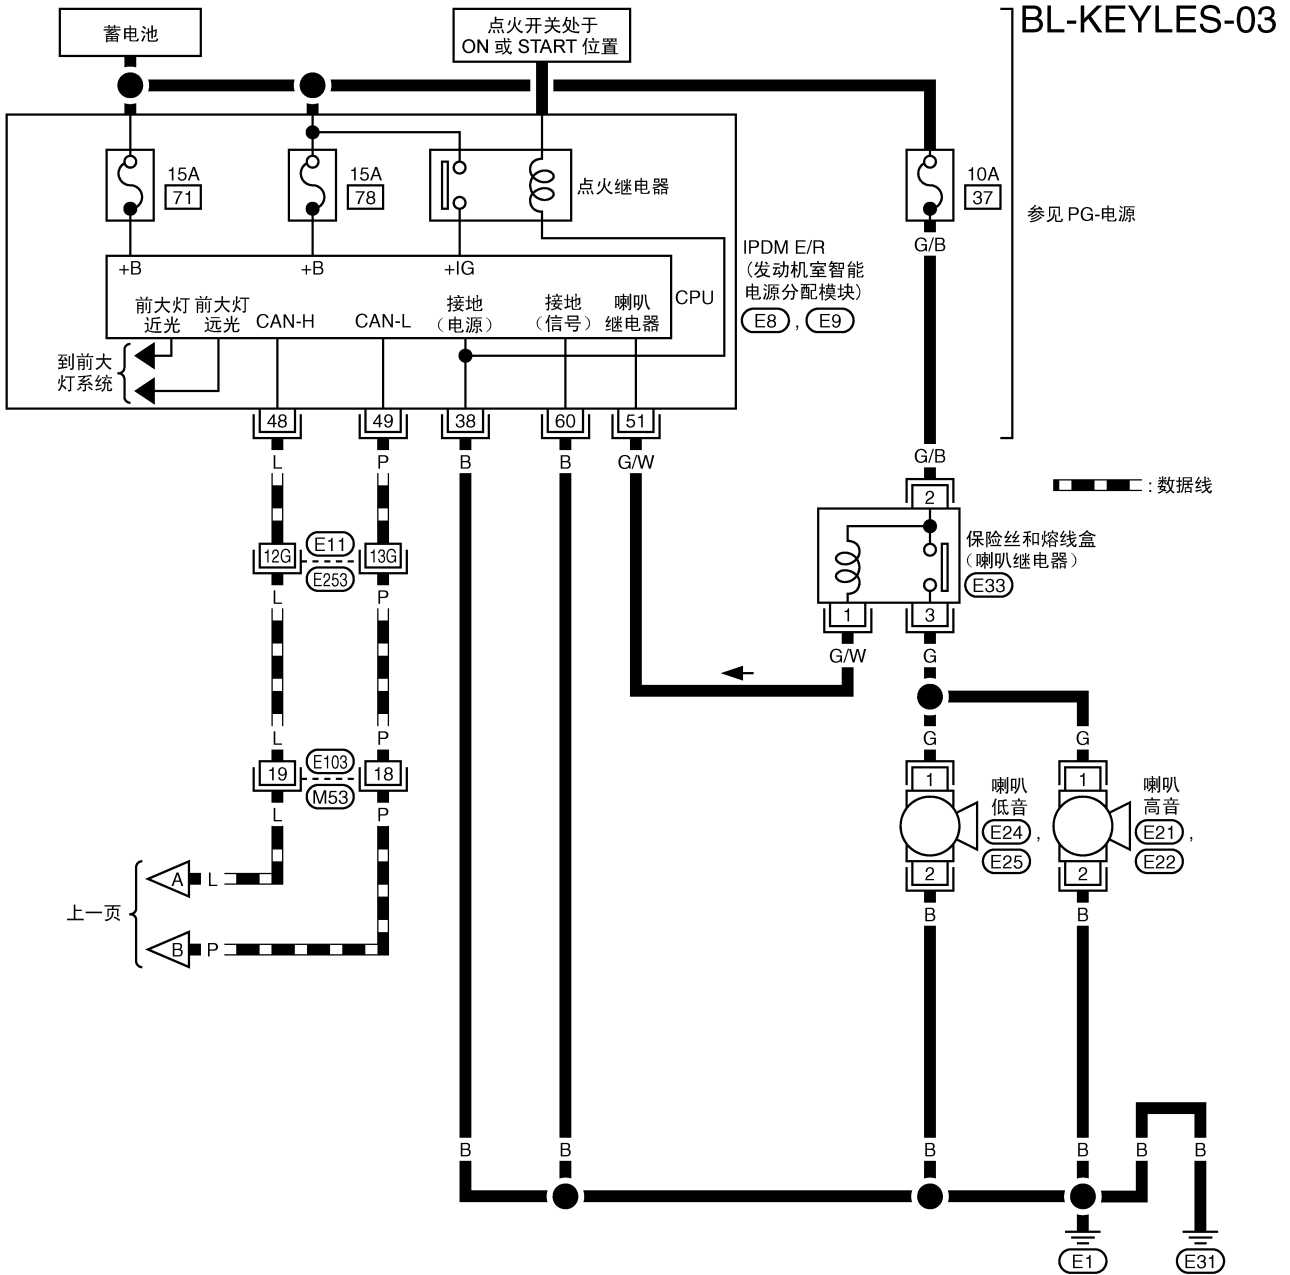 BL-KEYLES-03
蓄电池
点火开关处于
ON 或 START 位置
15A
71
15A
78
点火继电器
10A
37
参见 PG-电源
G/B
IPDM E/R
(发动机室智能
电源分配模块)
E8 , E9
+B
+B
+IG
CPU
前大灯
近光
前大灯
远光
CAN-H
CAN-L
接地
(电源)
接地
(信号)
喇叭
继电器
到前大
灯系统
48
49
38
60
51
L
P
B
B
G/W
G/B
2
: 数据线
保险丝和熔线盒
(喇叭继电器)
E33
12G
E11
E253
13G
L
P
1
3
G/W
G
L
P
G
G
19
E103
M53
18
L
P
1
喇叭
低音
E24 ,
E25
2
1
喇叭
高音
E21 ,
E22
2
上一页
A
L
B
P
B
B
B
B
B
B
B
B
E1
E31